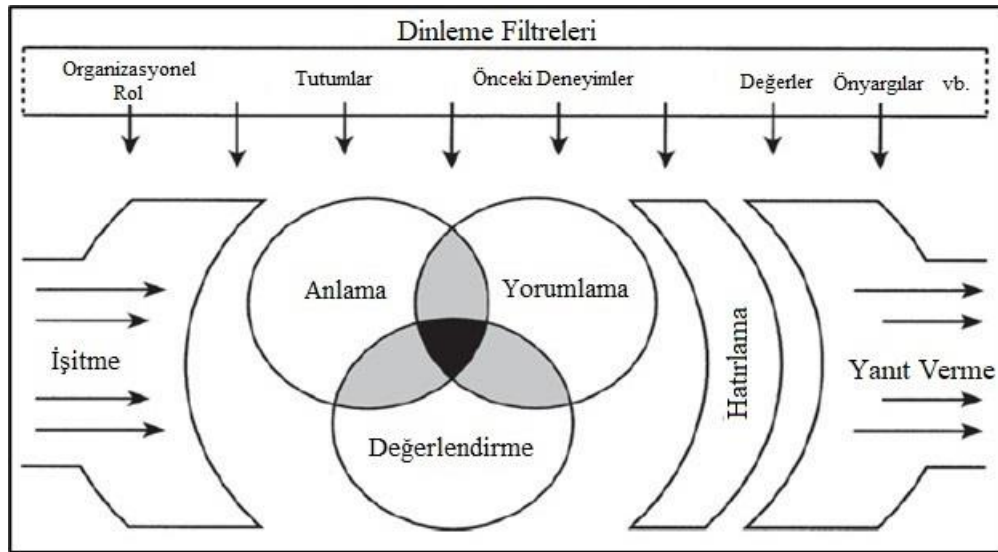 Dinleme Filtreleri
Organizasyonel
Rol
Tutumlar
Önceki Deneyimler
Değerler
Önyargılar
vb.
Anlama
Yorumlama
İşitme
Hatırlama
Yanıt Verme
Değerlendirme